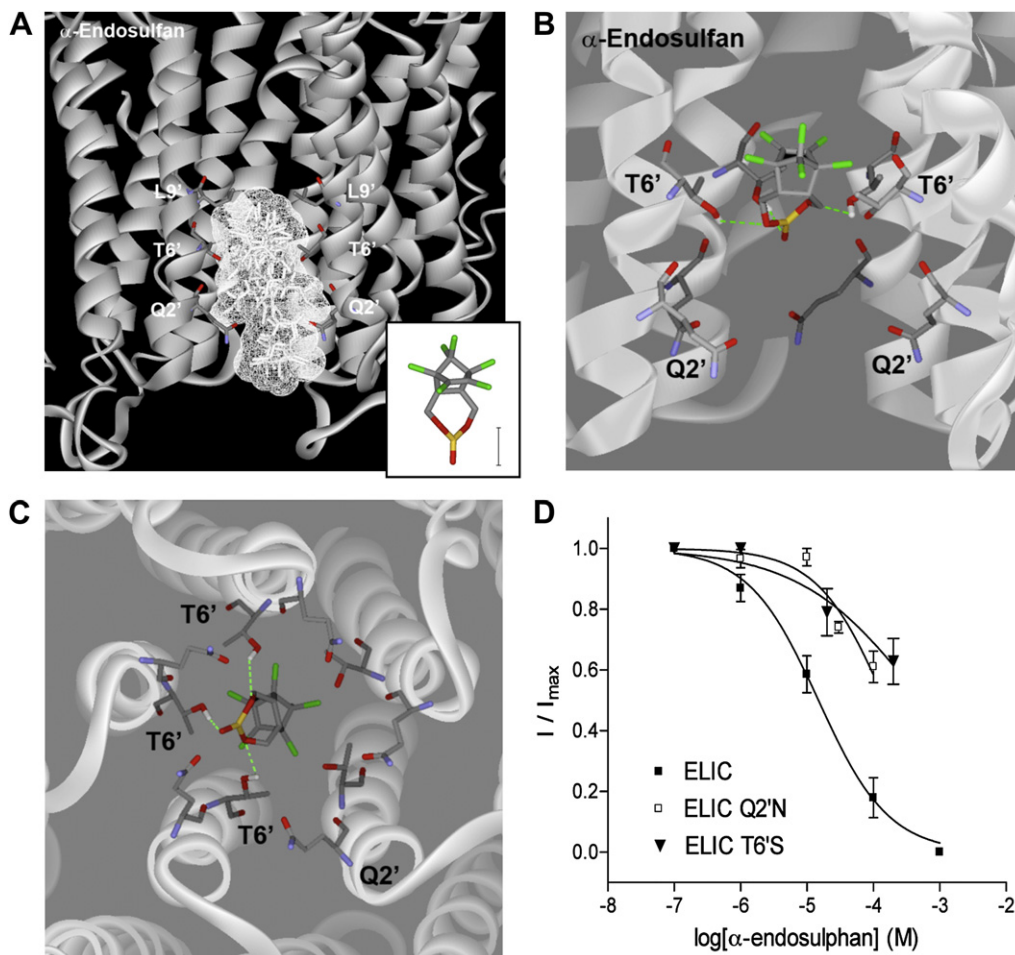 A
α-Endosulfan
L9'
L9'
T6'
T6'
Q2'
Q2'
B
α-Endosulfan
T6'
T6'
Q2'
Q2'
C
T6'
T6'
T6'
Q2'
D
I / Imax
1.0
0.8
0.6
0.4
0.2
0.0
ELIC
ELIC Q2'N
ELIC T6'S
-8 -7 -6 -5 -4 -3 -2
log[α-endosulphan] (M)